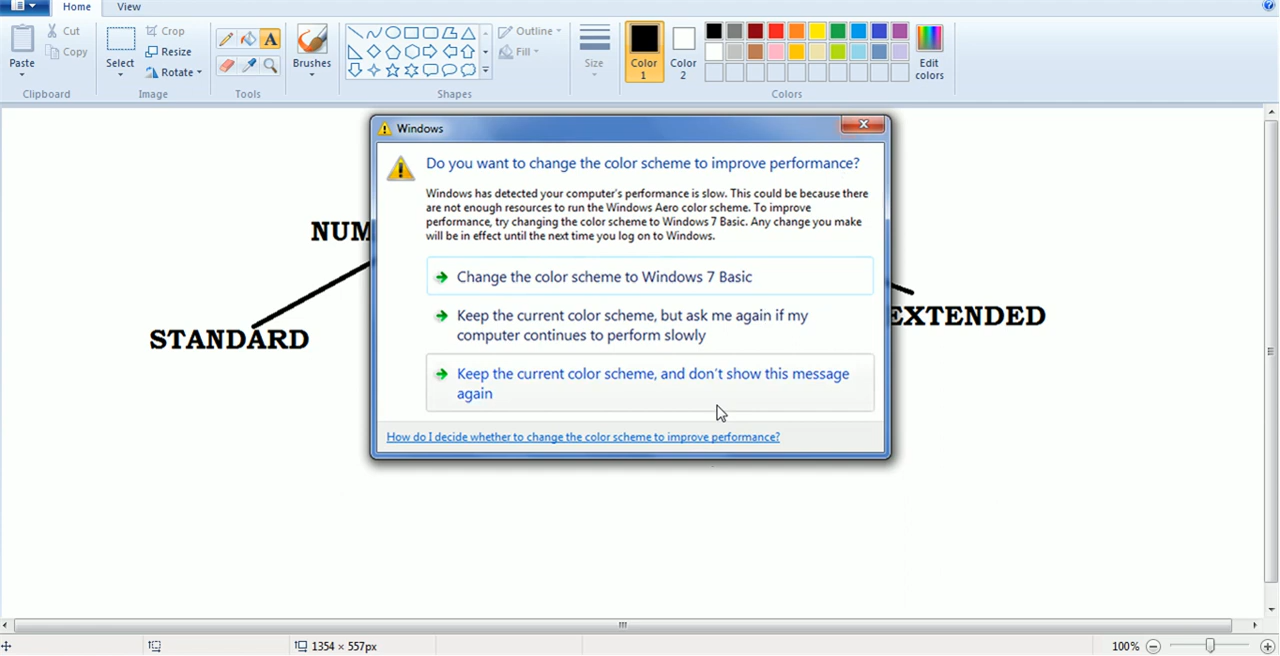 Home View
Cut
Copy
Paste
Clipboard
Crop
Resize
Rotate
Select
Image
A
Tools
Brushes
Shapes
Outline
Fill
Size
Color
1
Color
2
Edit
colors
Colors
Windows
Do you want to change the color scheme to improve performance?
Windows has detected your computer's performance is slow. This could be because there
are not enough resources to run the Windows Aero color scheme. To improve
performance, try changing the color scheme to Windows 7 Basic. Any change you make
will be in effect until the next time you log on to Windows.
Change the color scheme to Windows 7 Basic
Keep the current color scheme, but ask me again if my
computer continues to perform slowly
Keep the current color scheme, and don't show this message
again
How do I decide whether to change the color scheme to improve performance?
NUM
STANDARD
EXTENDED
1354 × 557px
100%